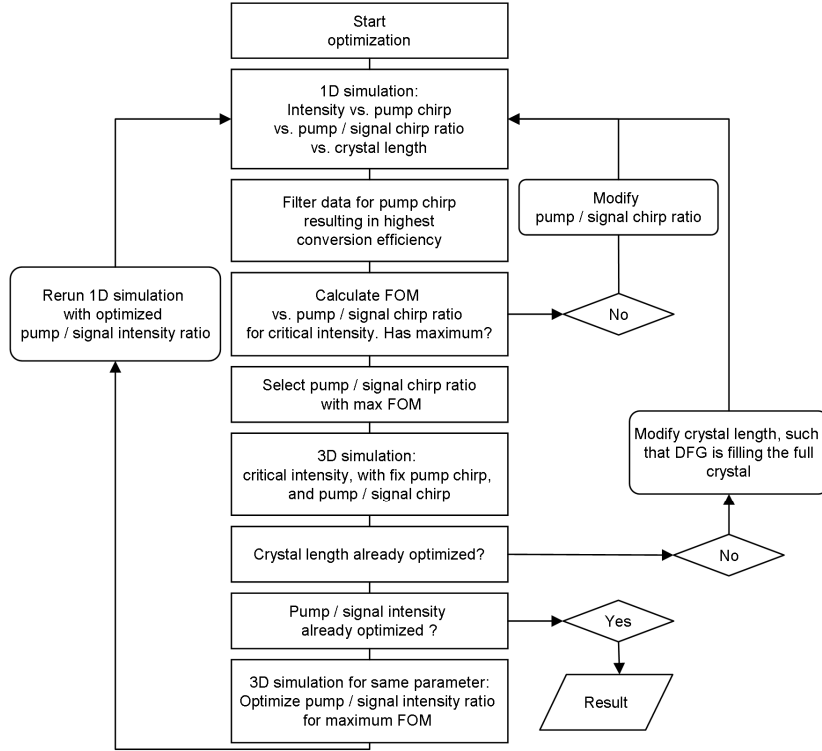 Start
optimization
1D simulation:
Intensity vs. pump chirp
vs. pump / signal chirp ratio
vs. crystal length
Filter data for pump chirp
resulting in highest
conversion efficiency
Modify
pump / signal chirp ratio
Rerun 1D simulation
with optimized
pump / signal intensity ratio
Calculate FOM
vs. pump / signal chirp ratio
for critical intensity. Has maximum?
No
Select pump / signal chirp ratio
with max FOM
3D simulation:
critical intensity, with fix pump chirp,
and pump / signal chirp
Modify crystal length, such
that DFG is filling the full
crystal
Crystal length already optimized?
No
Pump / signal intensity
already optimized ?
Yes
3D simulation for same parameter:
Optimize pump / signal intensity ratio
for maximum FOM
Result